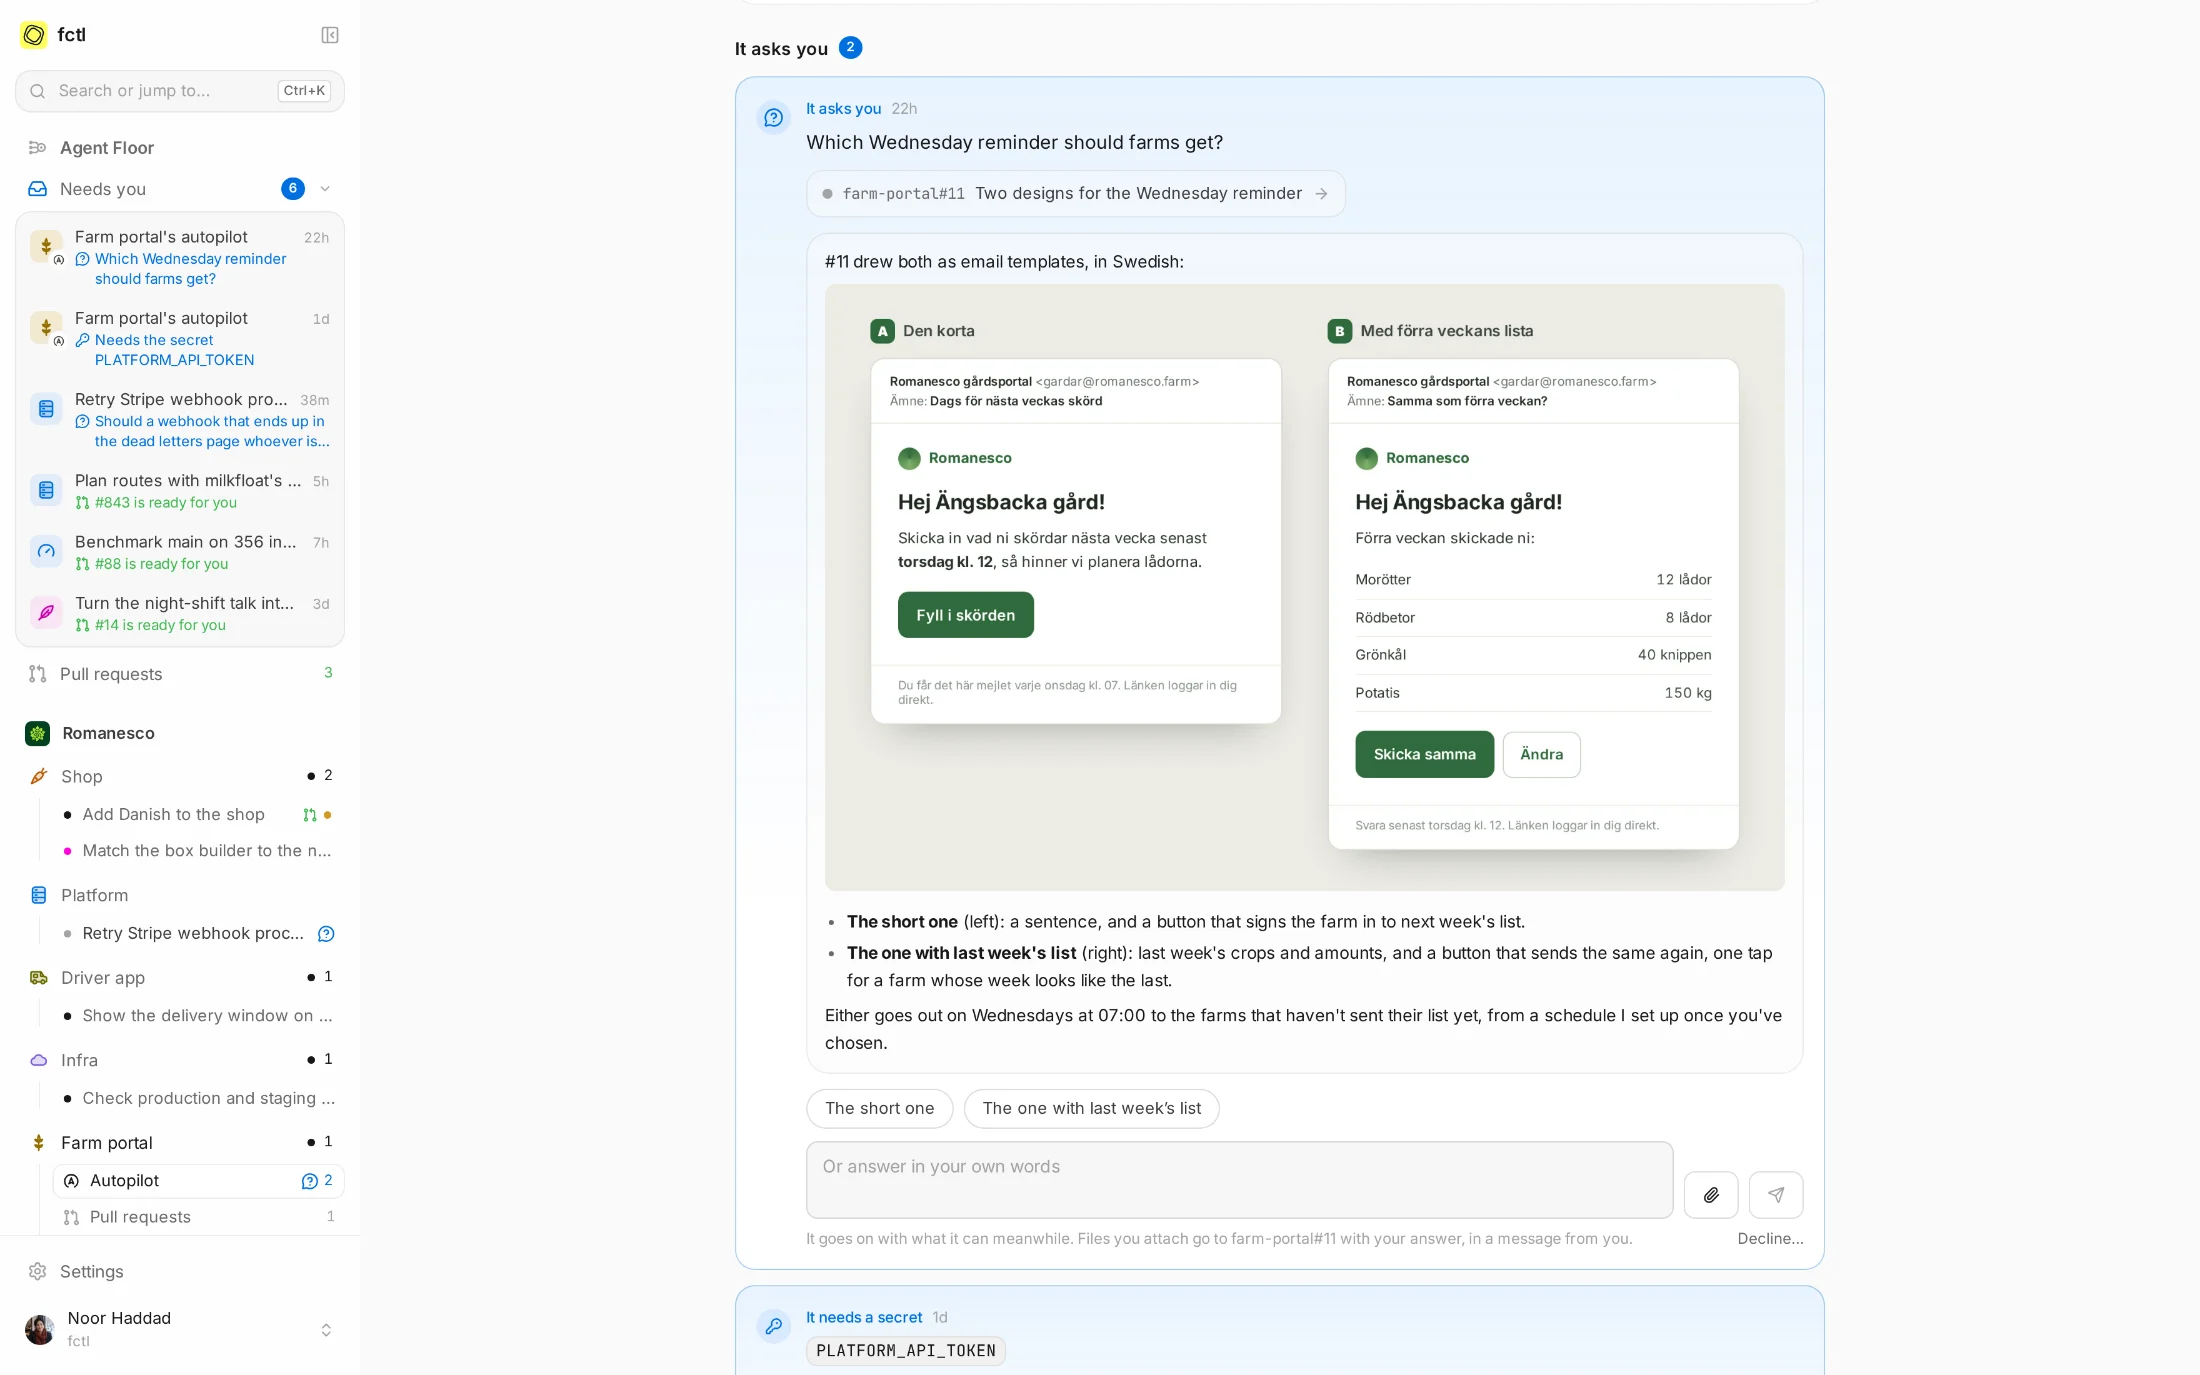 fctl
Search or jump to...
Ctrl+K
Agent Floor
Needs you
6
Farm portal's autopilot
22h
Which Wednesday reminder
should farms get?
Farm portal's autopilot
1d
Needs the secret
PLATFORM_API_TOKEN
Retry Stripe webhook pro...
38m
Should a webhook that ends up in
the dead letters page whoever is...
Plan routes with milkfloat's ...
5h
#843 is ready for you
Benchmark main on 356 in...
7h
#88 is ready for you
Turn the night-shift talk int...
3d
#14 is ready for you
Pull requests
3
Romanesco
Shop
2
Add Danish to the shop
Match the box builder to the n...
Platform
Retry Stripe webhook proc...
Driver app
1
Show the delivery window on ...
Infra
1
Check production and staging ...
Farm portal
1
Autopilot
2
Pull requests
1
Settings
Noor Haddad
fctl
It asks you
2
It asks you 22h
Which Wednesday reminder should farms get?
farm-portal#11 Two designs for the Wednesday reminder
#11 drew both as email templates, in Swedish:
A Den korta
Romanesco gårdsportal <gardar@romanesco.farm>
Ämne: Dags för nästa veckas skörd
Romanesco
Hej Ängsbacka gård!
Skicka in vad ni skördar nästa vecka senast
torsdag kl. 12, så hinner vi planera lådorna.
Fyll i skörden
Du får det här mejlet varje onsdag kl. 07. Länken loggar in dig
direkt.
B Med förra veckans lista
Romanesco gårdsportal <gardar@romanesco.farm>
Ämne: Samma som förra veckan?
Romanesco
Hej Ängsbacka gård!
Förra veckan skickade ni:
Morötter 12 lådor
Rödbetor 8 lådor
Grönkål 40 knippen
Potatis 150 kg
Skicka samma
Ändra
Svara senast torsdag kl. 12. Länken loggar in dig direkt.
The short one (left): a sentence, and a button that signs the farm in to next week's list.
The one with last week's list (right): last week's crops and amounts, and a button that sends the same again, one tap
for a farm whose week looks like the last.
Either goes out on Wednesdays at 07:00 to the farms that haven't sent their list yet, from a schedule I set up once you've
chosen.
The short one
The one with last week's list
Or answer in your own words
It goes on with what it can meanwhile. Files you attach go to farm-portal#11 with your answer, in a message from you.
Decline...
It needs a secret 1d
PLATFORM_API_TOKEN